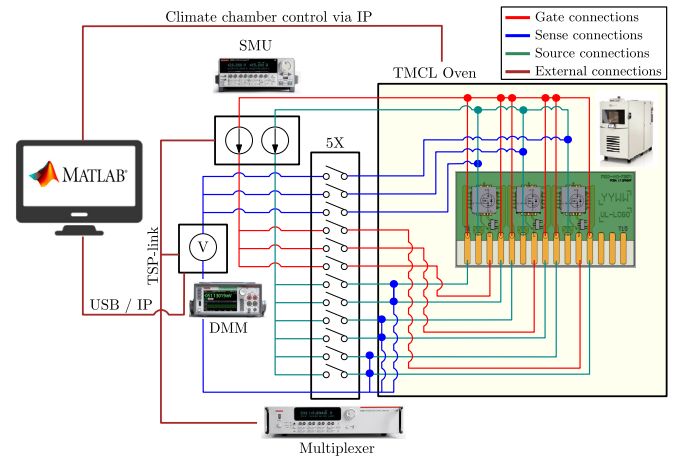 Climate chamber control via IP
Gate connections
Sense connections
Source connections
External connections
SMU
TMCL Oven
5X
MATLAB®
YYWW
UL-LOGO
V
TSP-link
USB / IP
DMM
Multiplexer